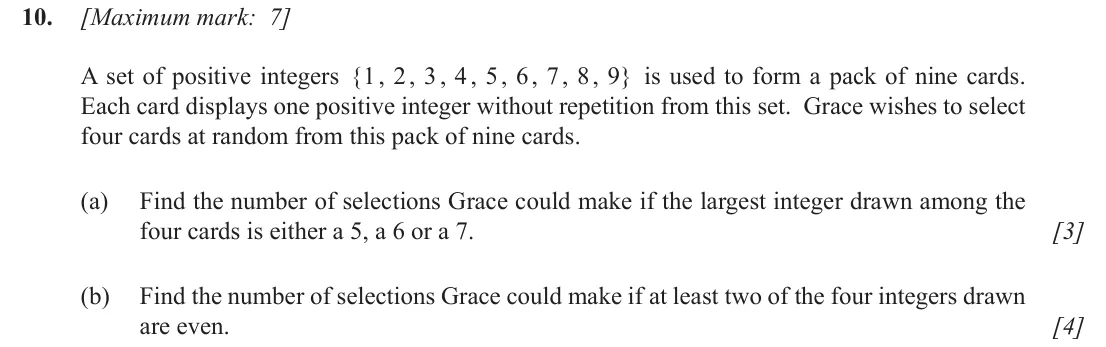 10. [Maximum mark: 7]
A set of positive integers {1, 2, 3, 4, 5, 6, 7, 8, 9} is used to form a pack of nine cards.
Each card displays one positive integer without repetition from this set. Grace wishes to select
four cards at random from this pack of nine cards.
(a) Find the number of selections Grace could make if the largest integer drawn among the
four cards is either a 5, a 6 or a 7. [3]
(b) Find the number of selections Grace could make if at least two of the four integers drawn
are even. [4]